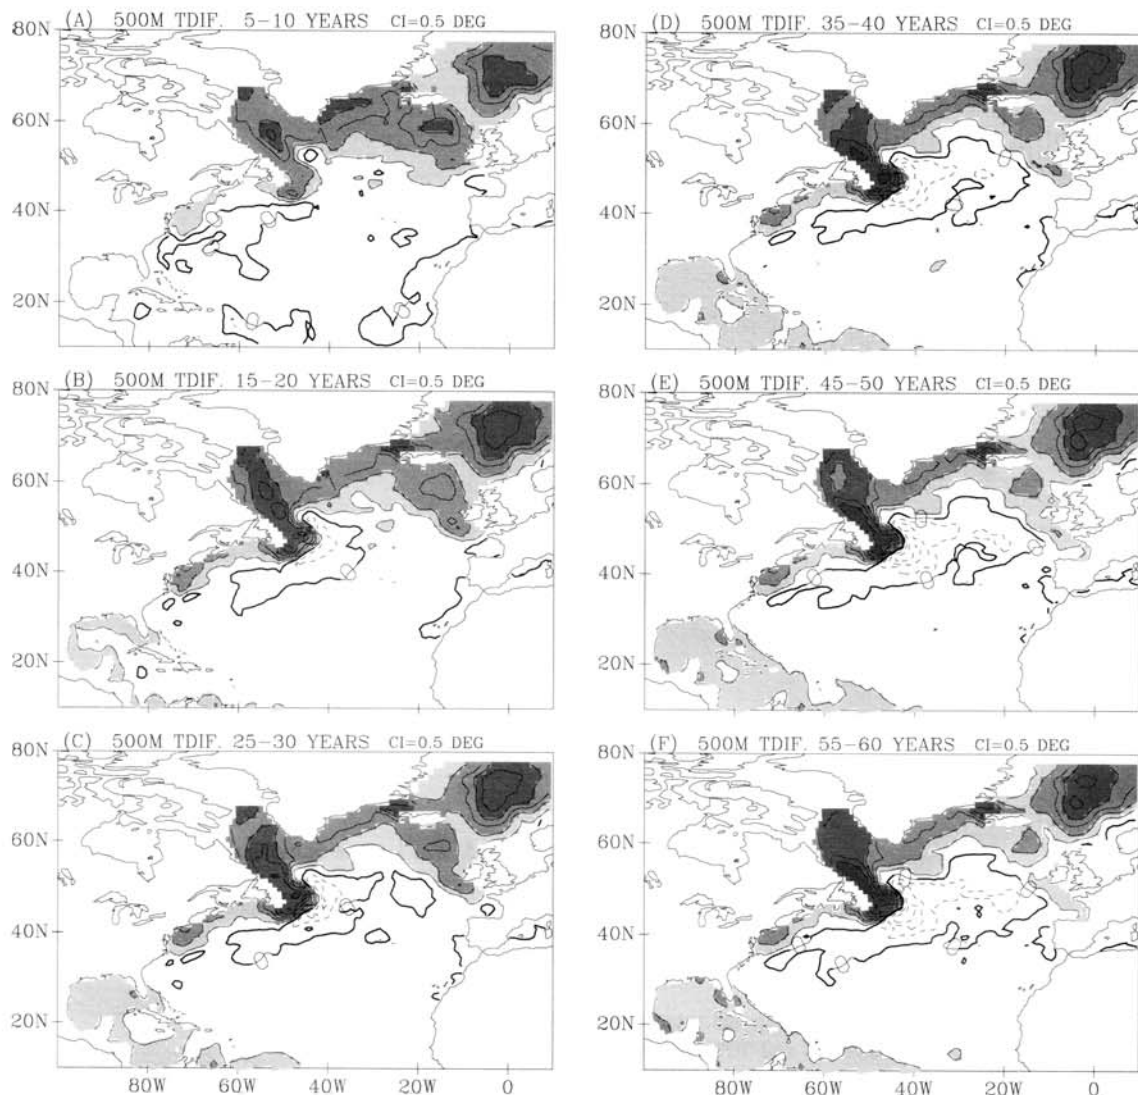 (A) 500M TDIF. 5-10 YEARS CI=0.5 DEG
80N
60N
40N
20N
(B) 500M TDIF. 15-20 YEARS CI=0.5 DEG
80N
60N
40N
20N
(C) 500M TDIF. 25-30 YEARS CI=0.5 DEG
80N
60N
40N
20N
80W 60W 40W 20W 0
(D) 500M TDIF. 35-40 YEARS CI=0.5 DEG
80N
60N
40N
20N
(E) 500M TDIF. 45-50 YEARS CI=0.5 DEG
80N
60N
40N
20N
(F) 500M TDIF. 55-60 YEARS CI=0.5 DEG
80N
60N
40N
20N
80W 60W 40W 20W 0